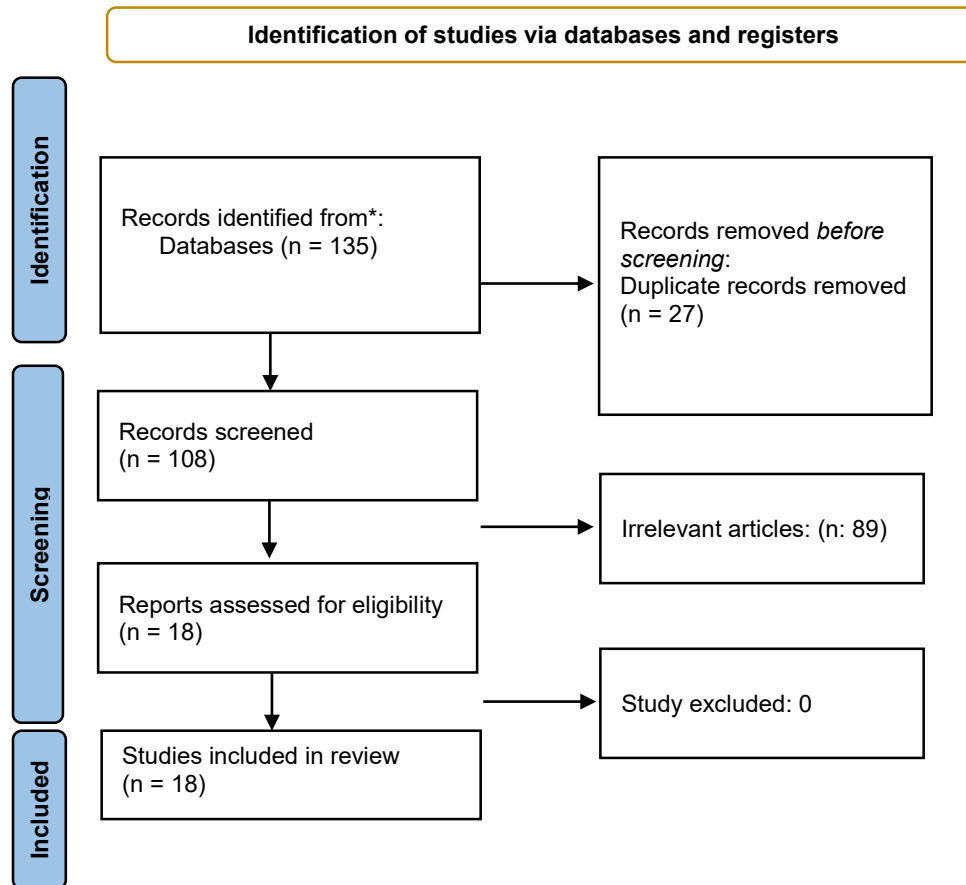 Identification of studies via databases and registers
Identification
Records identified from*:
Databases (n = 135)
Records removed before
screening:
Duplicate records removed
(n = 27)
Screening
Records screened
(n = 108)
Irrelevant articles: (n: 89)
Reports assessed for eligibility
(n = 18)
Study excluded: 0
Included
Studies included in review
(n = 18)